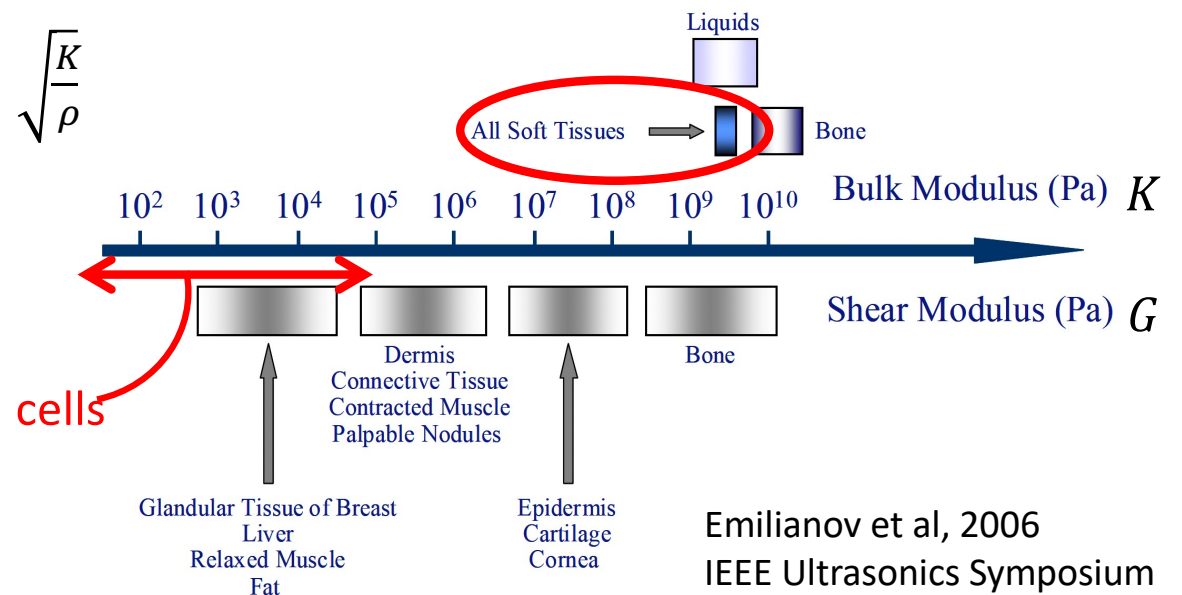 Liquids
√(K/ρ)
All Soft Tissues
Bone
Bulk Modulus (Pa) K
10² 10³ 10⁴ 10⁵ 10⁶ 10⁷ 10⁸ 10⁹ 10¹⁰
Shear Modulus (Pa) G
cells
Dermis
Connective Tissue
Contracted Muscle
Palpable Nodules
Bone
Glandular Tissue of Breast
Liver
Relaxed Muscle
Fat
Epidermis
Cartilage
Cornea
Emilianov et al, 2006
IEEE Ultrasonics Symposium